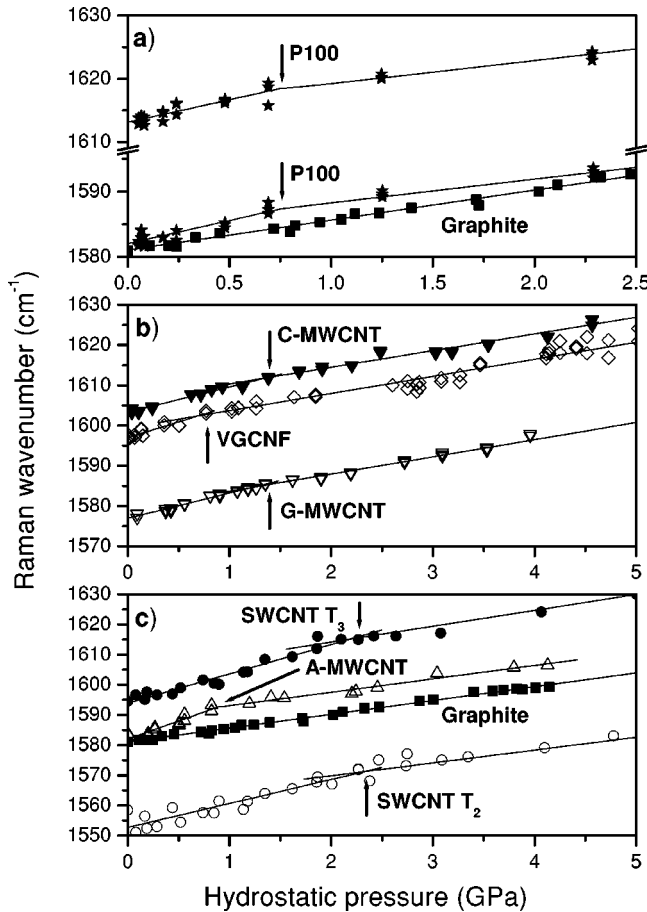 1630
1620
1610
1590
1580
a)
P100
P100
Graphite
0.0 0.5 1.0 1.5 2.0 2.5
1630
1620
1610
1600
1590
1580
1570
b)
C-MWCNT
VGCNF
G-MWCNT
0 1 2 3 4 5
1630
1620
1610
1600
1590
1580
1570
1560
1550
c)
SWCNT T3
A-MWCNT
Graphite
SWCNT T2
0 1 2 3 4 5
Raman wavenumber (cm-1)
Hydrostatic pressure (GPa)